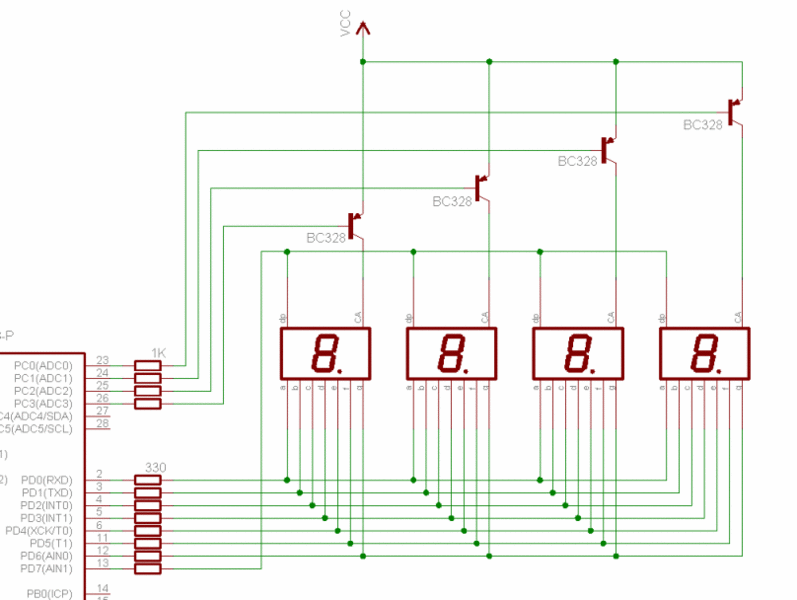 VCC
BC328
BC328
BC328
BC328
dp CA dp CA dp CA dp CA
8. 8. 8. 8.
a b c d e f g a b c d e f g a b c d e f g a b c d e f g
-P
1K
PC0(ADC0) 23
PC1(ADC1) 24
PC2(ADC2) 25
PC3(ADC3) 26
C4(ADC4/SDA) 27
C5(ADC5/SCL) 28
1)
330
2) PD0(RXD) 2
PD1(TXD) 3
PD2(INT0) 4
PD3(INT1) 5
PD4(XCK/T0) 6
PD5(T1) 11
PD6(AIN0) 12
PD7(AIN1) 13
PB0(ICP) 14
15